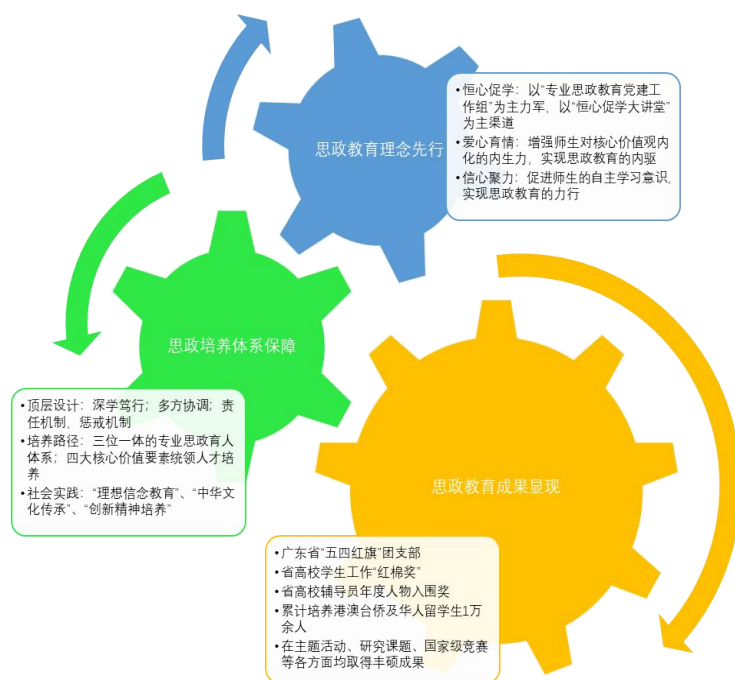 思政教育理念先行
•恒心促学：以“专业思政教育党建工
作组”为主力军，以“恒心促学大讲堂”
为主渠道
•爱心育情：增强师生对核心价值观内
化的内生力，实现思政教育的内驱
•信心聚力：促进师生的自主学习意识，
实现思政教育的力行
思政培养体系保障
•顶层设计：深学笃行；多方协调；责
任机制，惩戒机制
•培养路径：三位一体的专业思政育人
体系；四大核心价值要素统领人才培
养
•社会实践：“理想信念教育”、“中华文
化传承”、“创新精神培养”
思政教育成果显现
•广东省“五四红旗”团支部
•省高校学生工作“红棉奖”
•省高校辅导员年度人物入围奖
•累计培养港澳台侨及华人留学生1万
余人
•在主题活动、研究课题、国家级竞赛
等各方面均取得丰硕成果